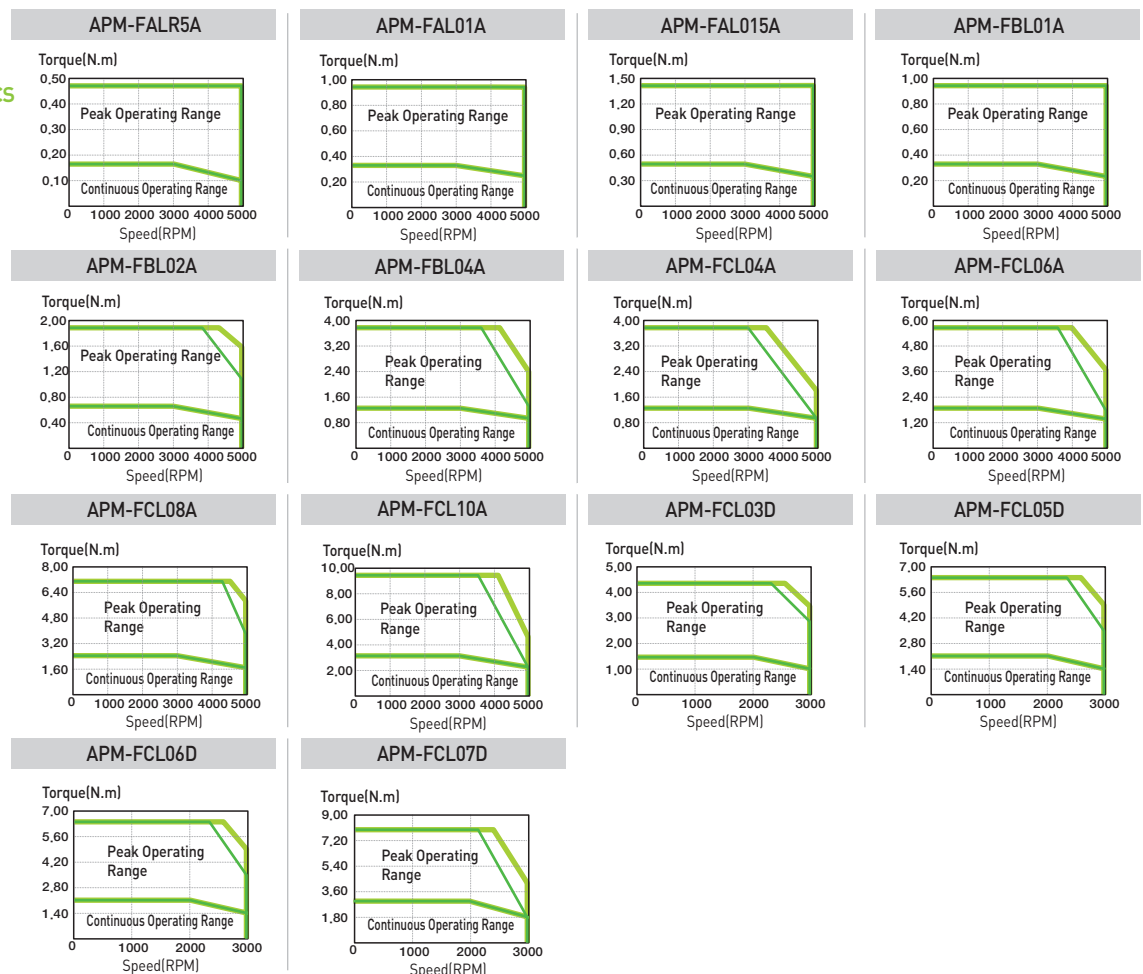 APM-FALR5A
APM-FAL01A
APM-FAL015A
APM-FBL01A
cs
Torque(N.m)
0,50
0,40
0,30
0,20
0,10
Peak Operating Range
Continuous Operating Range
0 1000 2000 3000 4000 5000
Speed(RPM)
Torque(N.m)
1,00
0,80
0,60
0,40
0,20
Peak Operating Range
Continuous Operating Range
0 1000 2000 3000 4000 5000
Speed(RPM)
Torque(N.m)
1,50
1,20
0,90
0,60
0,30
Peak Operating Range
Continuous Operating Range
0 1000 2000 3000 4000 5000
Speed(RPM)
Torque(N.m)
1,00
0,80
0,60
0,40
0,20
Peak Operating Range
Continuous Operating Range
0 1000 2000 3000 4000 5000
Speed(RPM)
APM-FBL02A
APM-FBL04A
APM-FCL04A
APM-FCL06A
Torque(N.m)
2,00
1,60
1,20
0,80
0,40
Peak Operating Range
Continuous Operating Range
0 1000 2000 3000 4000 5000
Speed(RPM)
Torque(N.m)
4,00
3,20
2,40
1,60
0,80
Peak Operating
Range
Continuous Operating Range
0 1000 2000 3000 4000 5000
Speed(RPM)
Torque(N.m)
4,00
3,20
2,40
1,60
0,80
Peak Operating
Range
Continuous Operating Range
0 1000 2000 3000 4000 5000
Speed(RPM)
Torque(N.m)
6,00
4,80
3,60
2,40
1,20
Peak Operating
Range
Continuous Operating Range
0 1000 2000 3000 4000 5000
Speed(RPM)
APM-FCL08A
APM-FCL10A
APM-FCL03D
APM-FCL05D
Torque(N.m)
8,00
6,40
4,80
3,20
1,60
Peak Operating
Range
Continuous Operating Range
0 1000 2000 3000 4000 5000
Speed(RPM)
Torque(N.m)
10,00
8,00
6,00
4,00
2,00
Peak Operating
Range
Continuous Operating Range
0 1000 2000 3000 4000 5000
Speed(RPM)
Torque(N.m)
5,00
4,00
3,00
2,00
1,00
Peak Operating
Range
Continuous Operating Range
0 1000 2000 3000
Speed(RPM)
Torque(N.m)
7,00
5,60
4,20
2,80
1,40
Peak Operating
Range
Continuous Operating Range
0 1000 2000 3000
Speed(RPM)
APM-FCL06D
APM-FCL07D
Torque(N.m)
7,00
5,60
4,20
2,80
1,40
Peak Operating
Range
Continuous Operating Range
0 1000 2000 3000
Speed(RPM)
Torque(N.m)
9,00
7,20
5,40
3,60
1,80
Peak Operating
Range
Continuous Operating Range
0 1000 2000 3000
Speed(RPM)